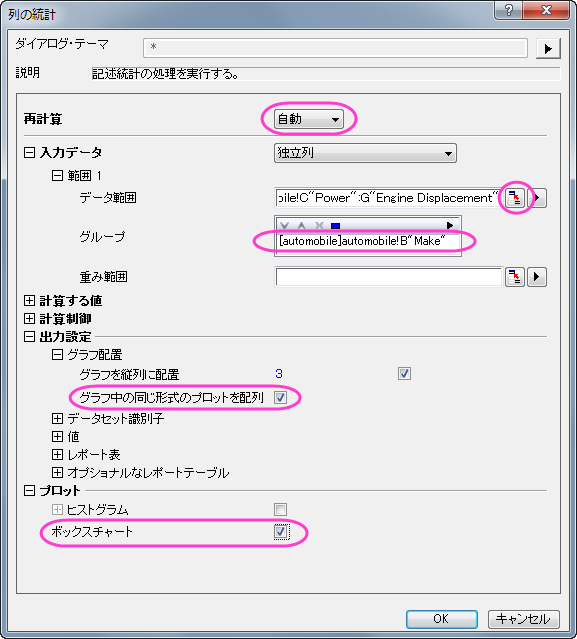 列の統計
ダイアログ・テーマ *
説明 記述統計の処理を実行する。
再計算 自動
入力データ 独立列
範囲 1
データ範囲 bile!C"Power":G"Engine Displacement"
グループ
[automobile]automobile!B"Make"
重み範囲
計算する値
計算制御
出力設定
グラフ配置
グラフを縦列に配置 3
グラフ中の同じ形式のプロットを配列
データセット識別子
値
レポート表
オプショナルなレポートテーブル
プロット
ヒストグラム
ボックスチャート
OK キャンセル